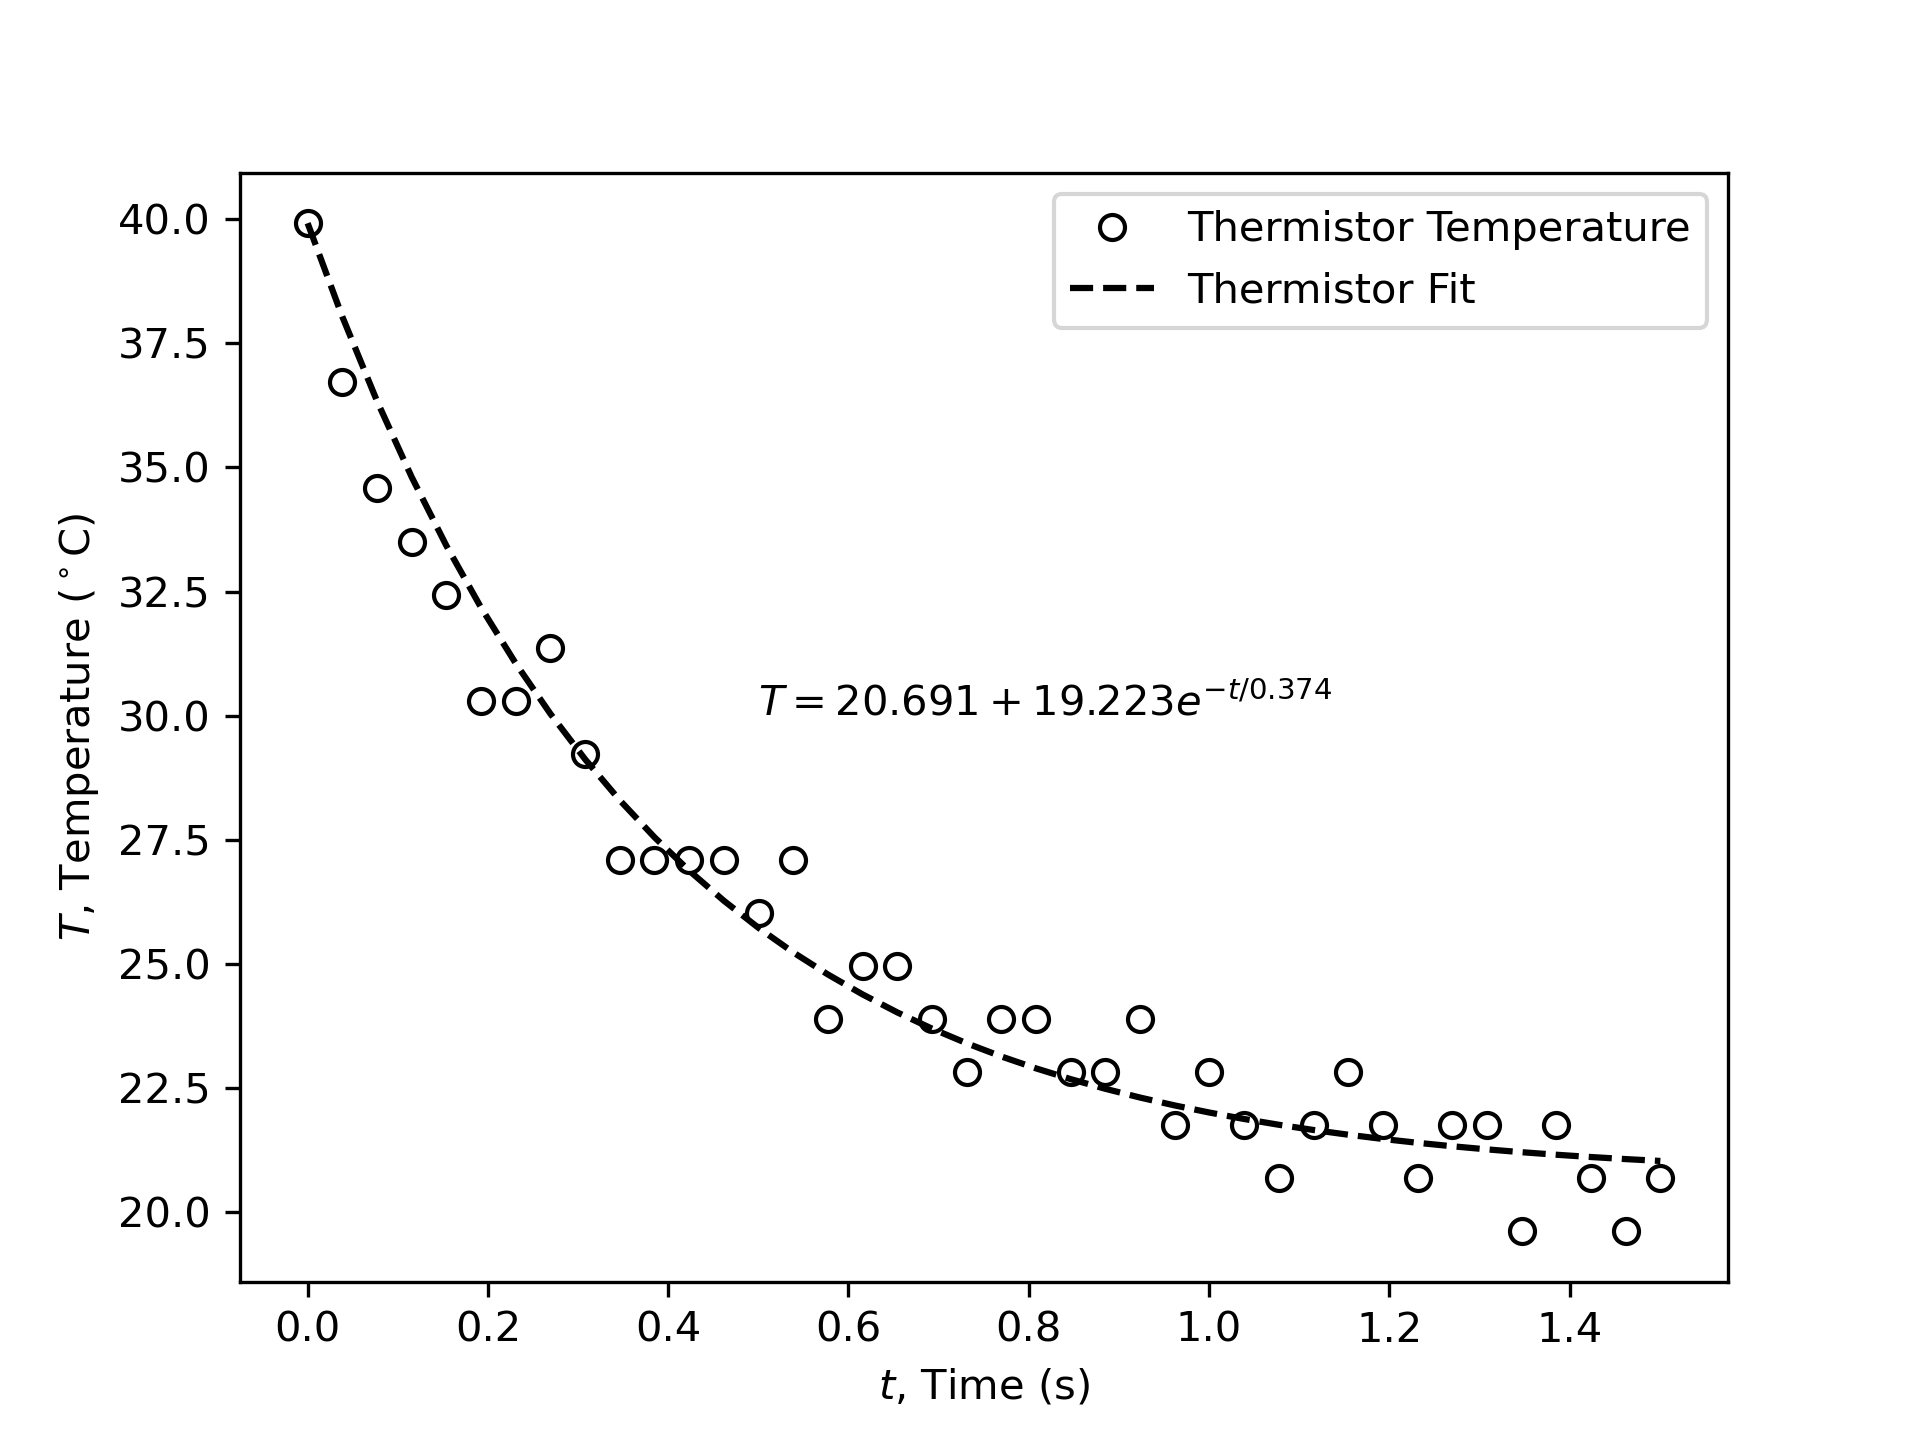 Thermistor Temperature
Thermistor Fit
40.0
37.5
35.0
32.5
30.0
27.5
25.0
22.5
20.0
T, Temperature (°C)
T = 20.691 + 19.223e^{−t/0.374}
0.0 0.2 0.4 0.6 0.8 1.0 1.2 1.4
t, Time (s)